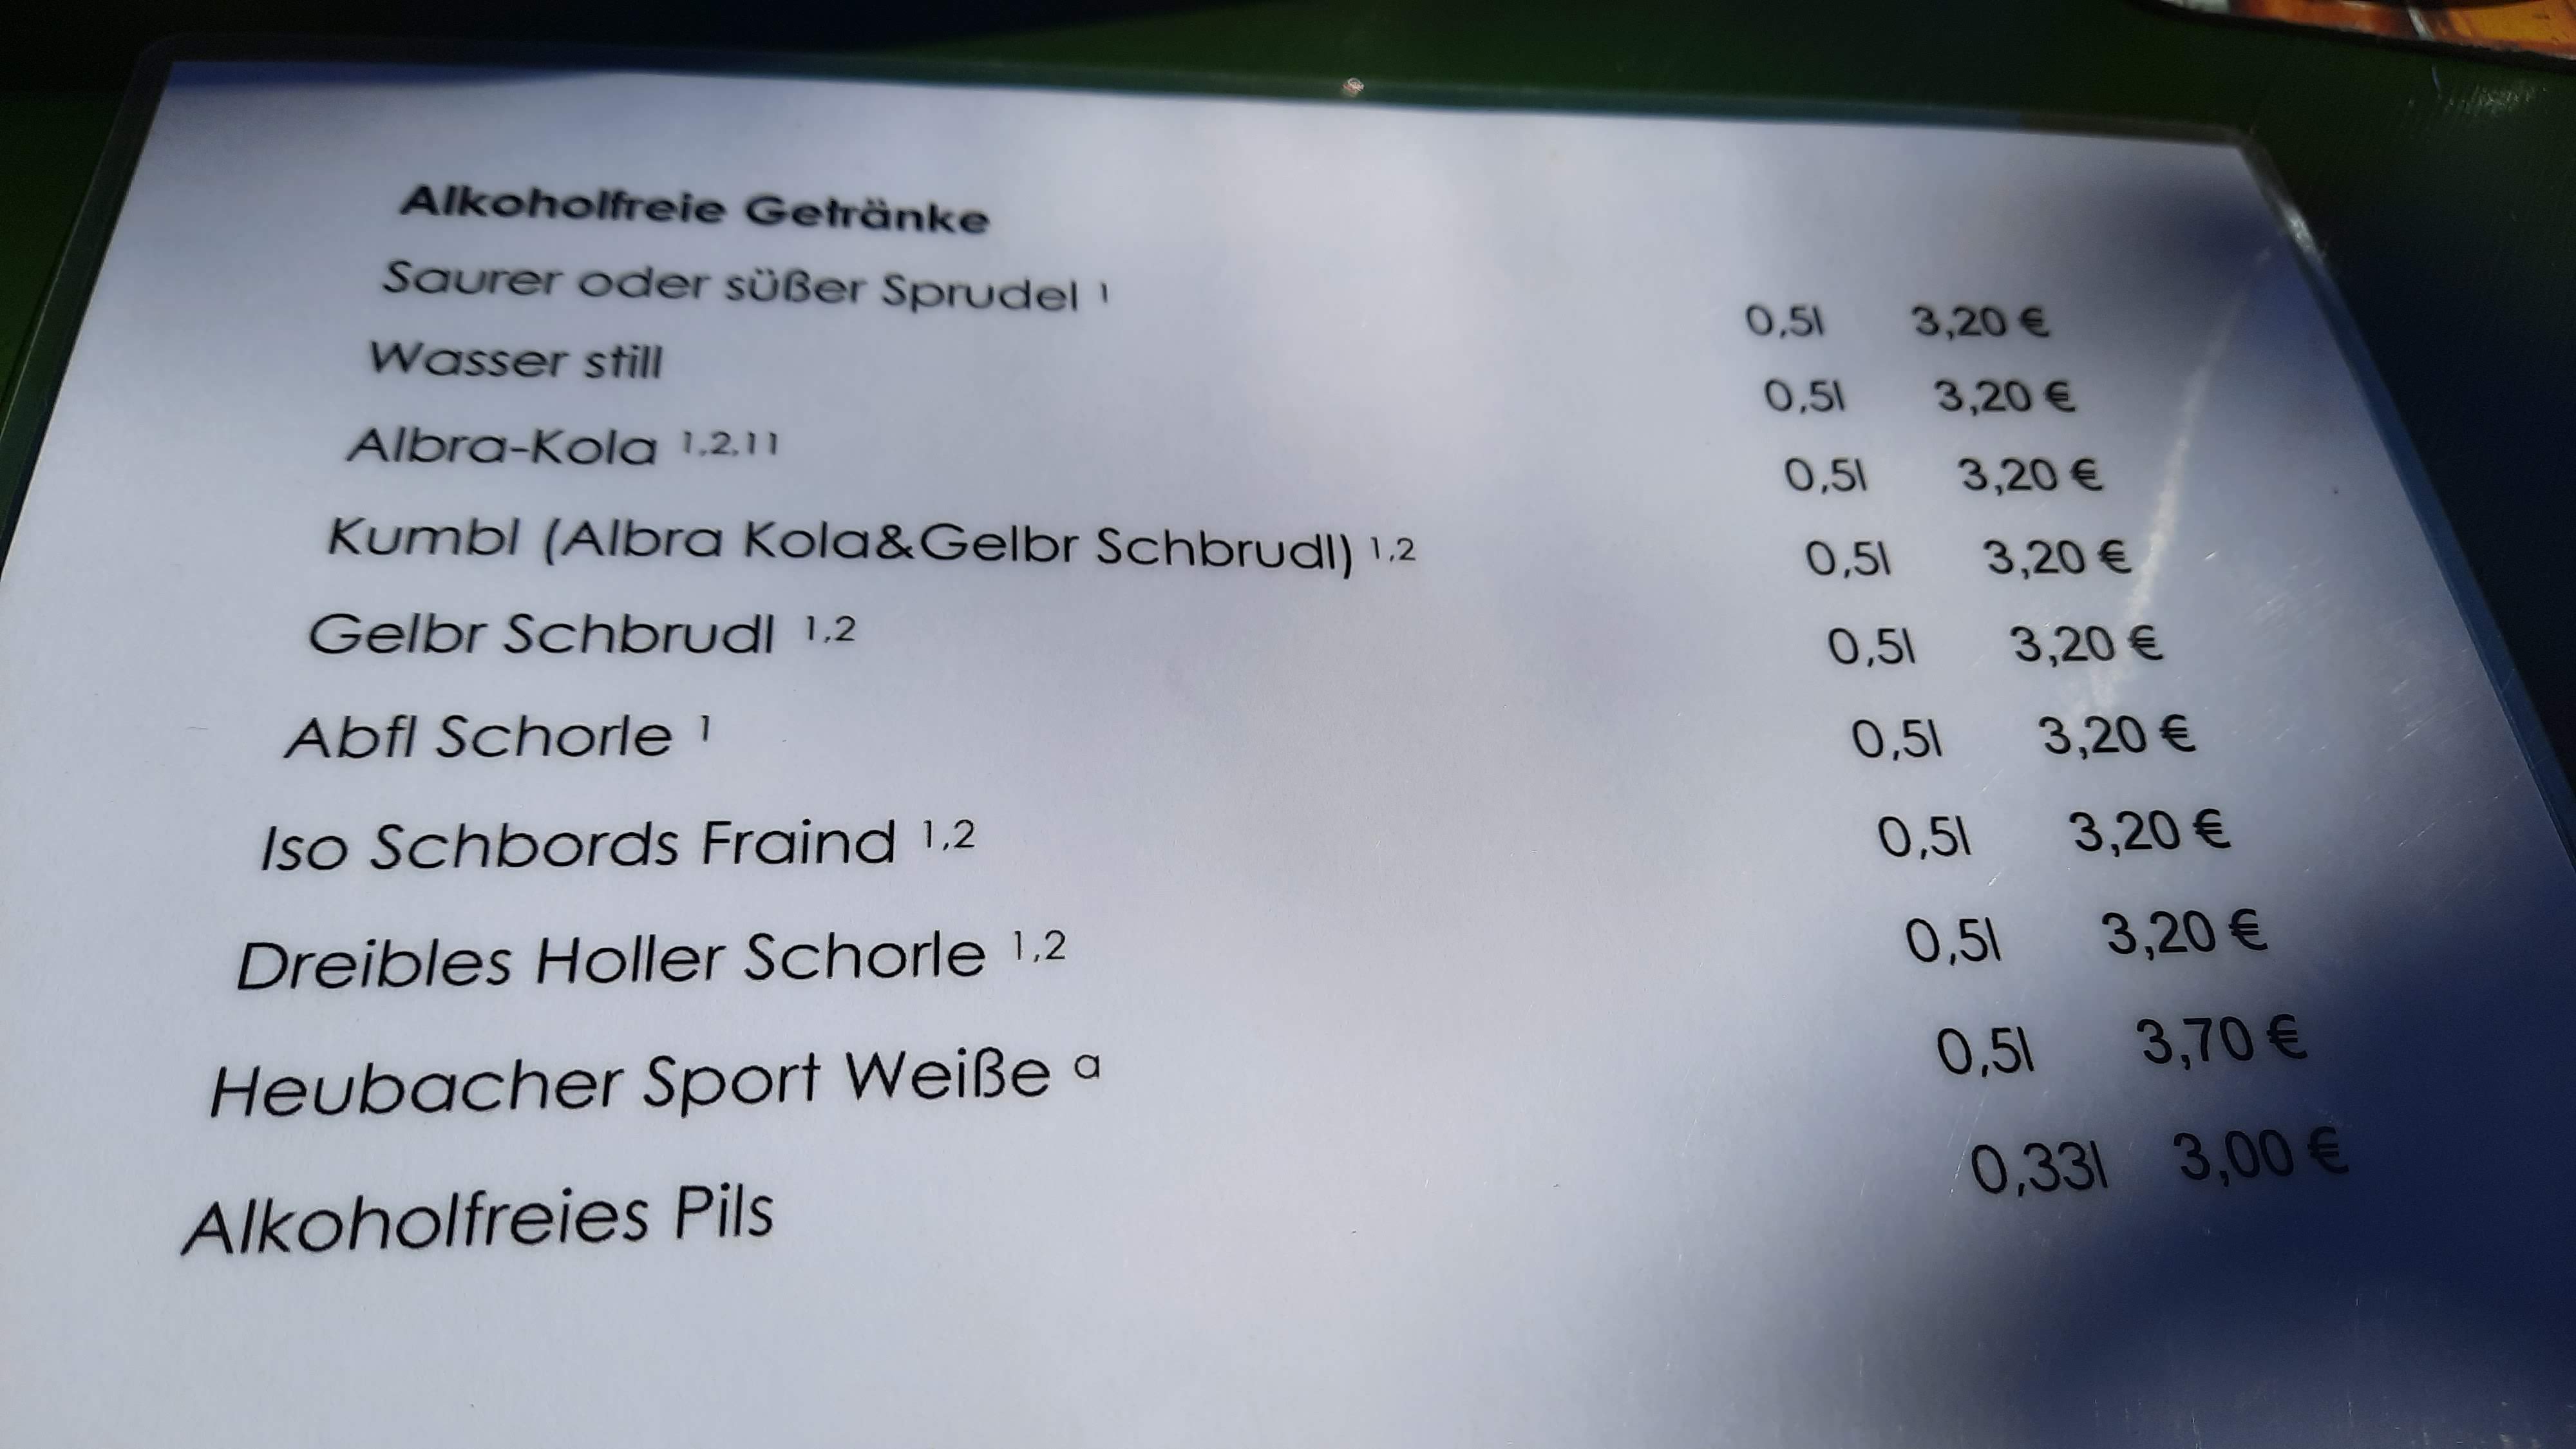 Alkoholfreie Getränke
Saurer oder süßer Sprudel ¹ 0,5l 3,20 €
Wasser still 0,5l 3,20 €
Albra-Kola ¹,²,¹¹ 0,5l 3,20 €
Kumbl (Albra Kola&Gelbr Schbrudl) ¹,² 0,5l 3,20 €
Gelbr Schbrudl ¹,² 0,5l 3,20 €
Abfl Schorle ¹ 0,5l 3,20 €
Iso Schbords Fraind ¹,² 0,5l 3,20 €
Dreibles Holler Schorle ¹,² 0,5l 3,20 €
Heubacher Sport Weiße ᵃ 0,5l 3,70 €
Alkoholfreies Pils 0,33l 3,00 €